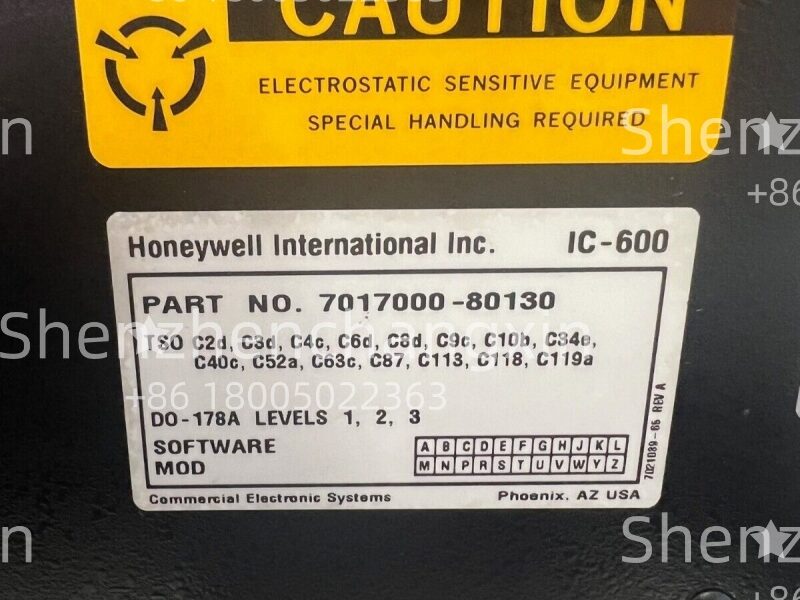 CAUTION
ELECTROSTATIC SENSITIVE EQUIPMENT
SPECIAL HANDLING REQUIRED
Honeywell International Inc. IC-600
PART NO. 7017000-80130
TSO C2d, C3d, C4c, C6d, C8d, C9c, C10b, C34e,
C40c, C52a, C63c, C87, C113, C118, C119a
DO-178A LEVELS 1, 2, 3
SOFTWARE MOD
A B C D E F G H J K L
M N P R S T U V W Y Z
7021089-65 REV A
Commercial Electronic Systems Phoenix, AZ USA
Shenzhenchangxin
+86 18005022363